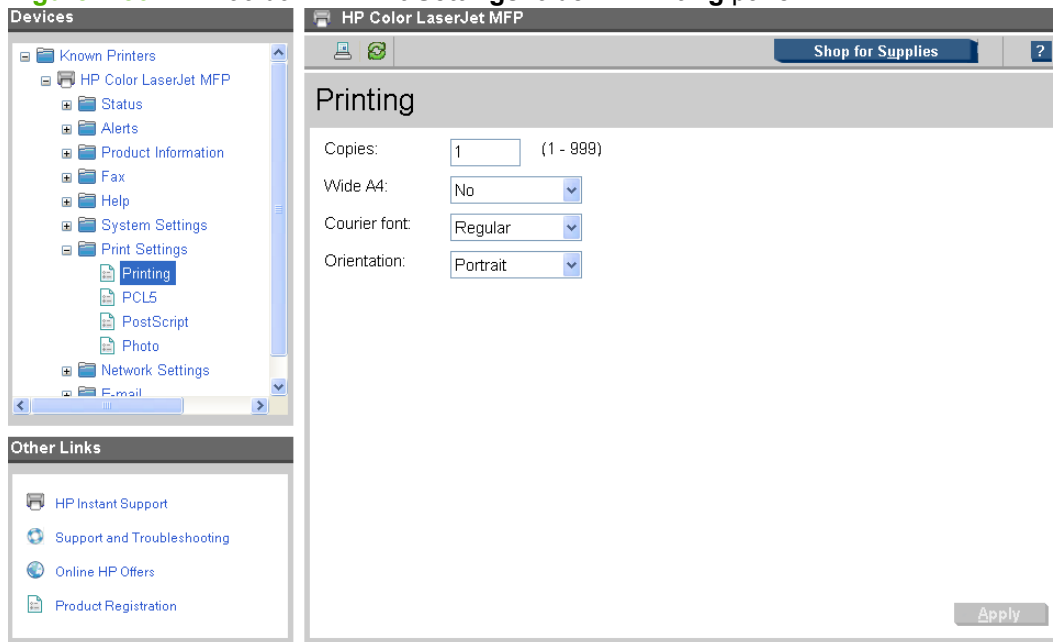 Devices
Known Printers
HP Color LaserJet MFP
Status
Alerts
Product Information
Fax
Help
System Settings
Print Settings
Printing
PCL5
PostScript
Photo
Network Settings
E-mail
Other Links
HP Instant Support
Support and Troubleshooting
Online HP Offers
Product Registration
HP Color LaserJet MFP
Shop for Supplies
?
Printing
Copies: 1 (1 - 999)
Wide A4: No
Courier font: Regular
Orientation: Portrait
Apply